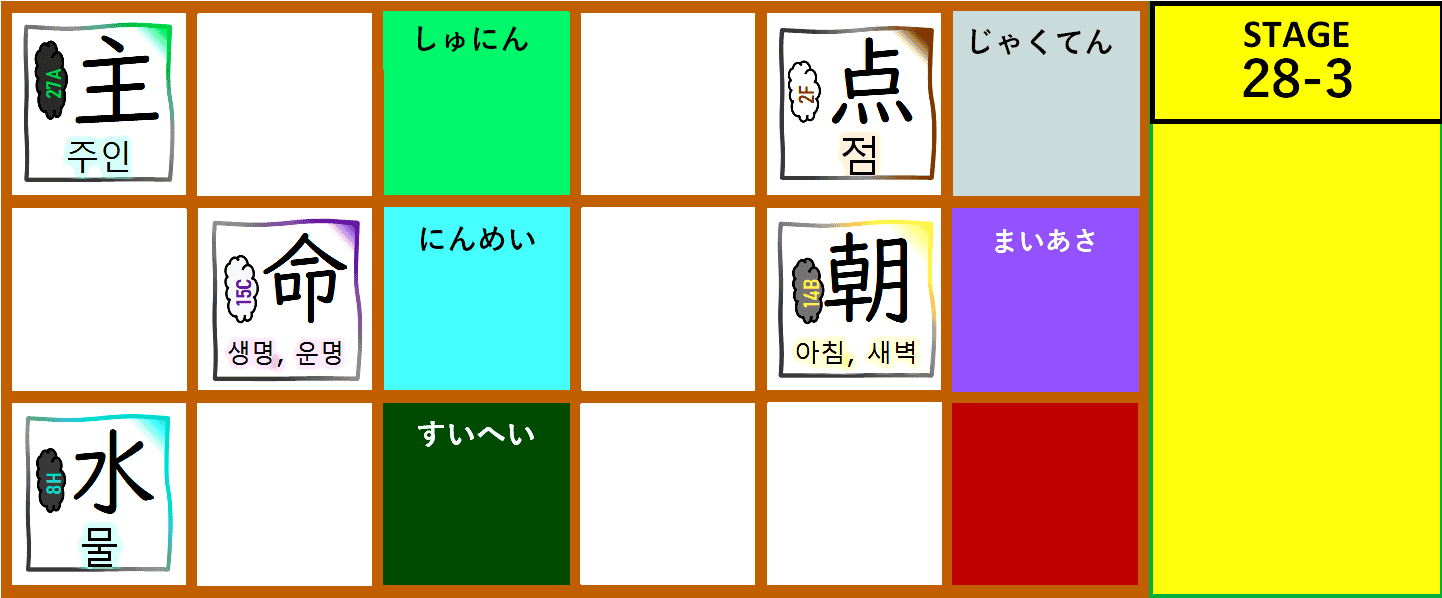 主
27A
주인
しゅにん
点
2F
점
じゃくてん
STAGE
28-3
命
15C
생명, 운명
にんめい
朝
14B
아침, 새벽
まいあさ
水
8H
물
すいへい